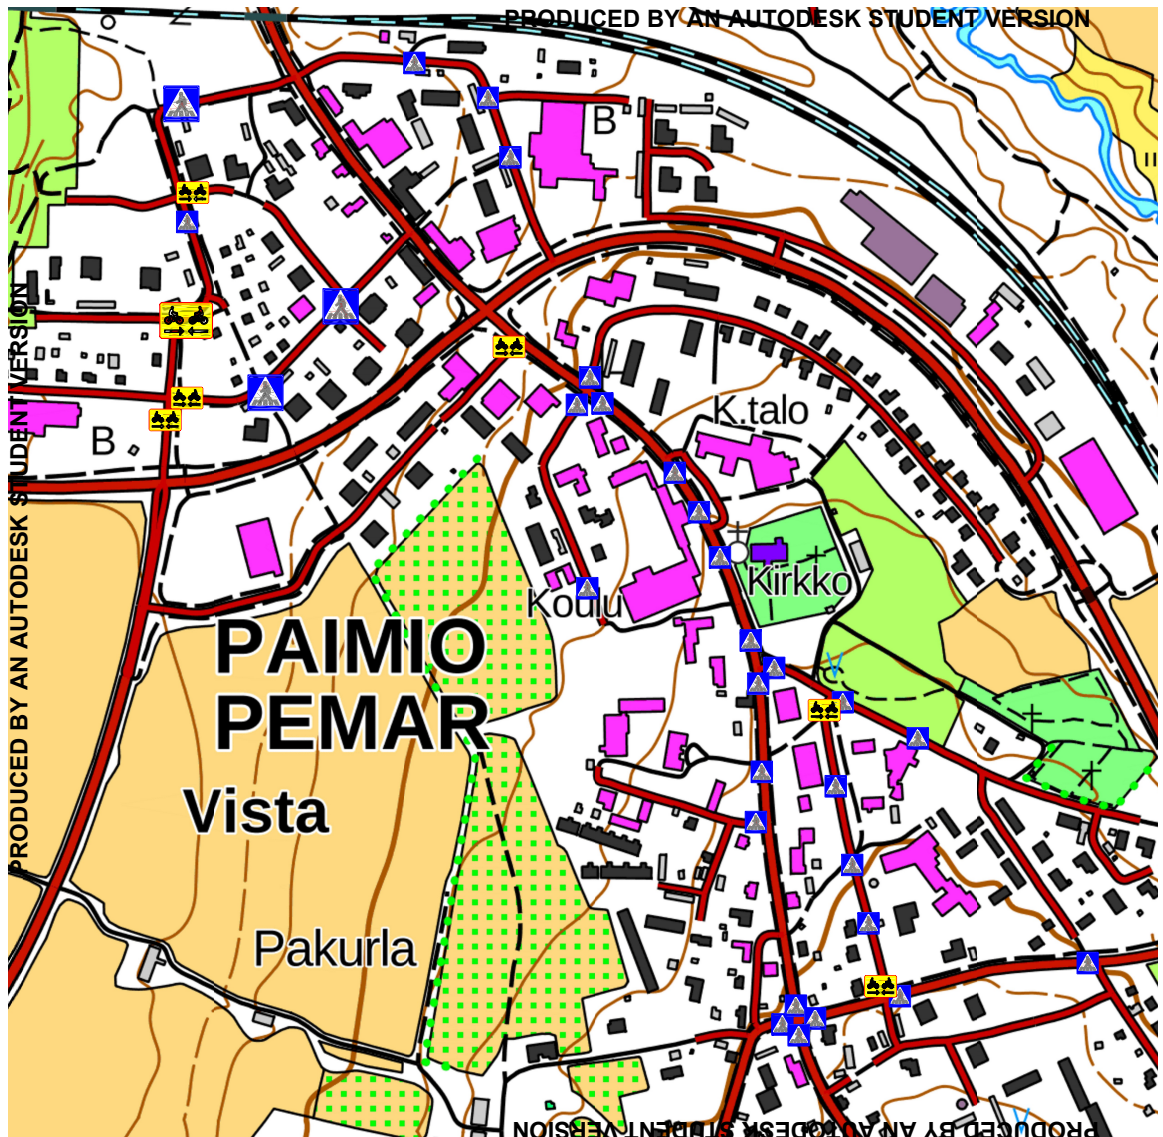 PRODUCED BY AN AUTODESK STUDENT VERSION
B
K.talo
B
PRODUCED BY AN AUTODESK STUDENT VERSION
Kirkko
Koulu
PAIMIO
PEMAR
Vista
Pakurla
PRODUCED BY AN AUTODESK STUDENT VERSION